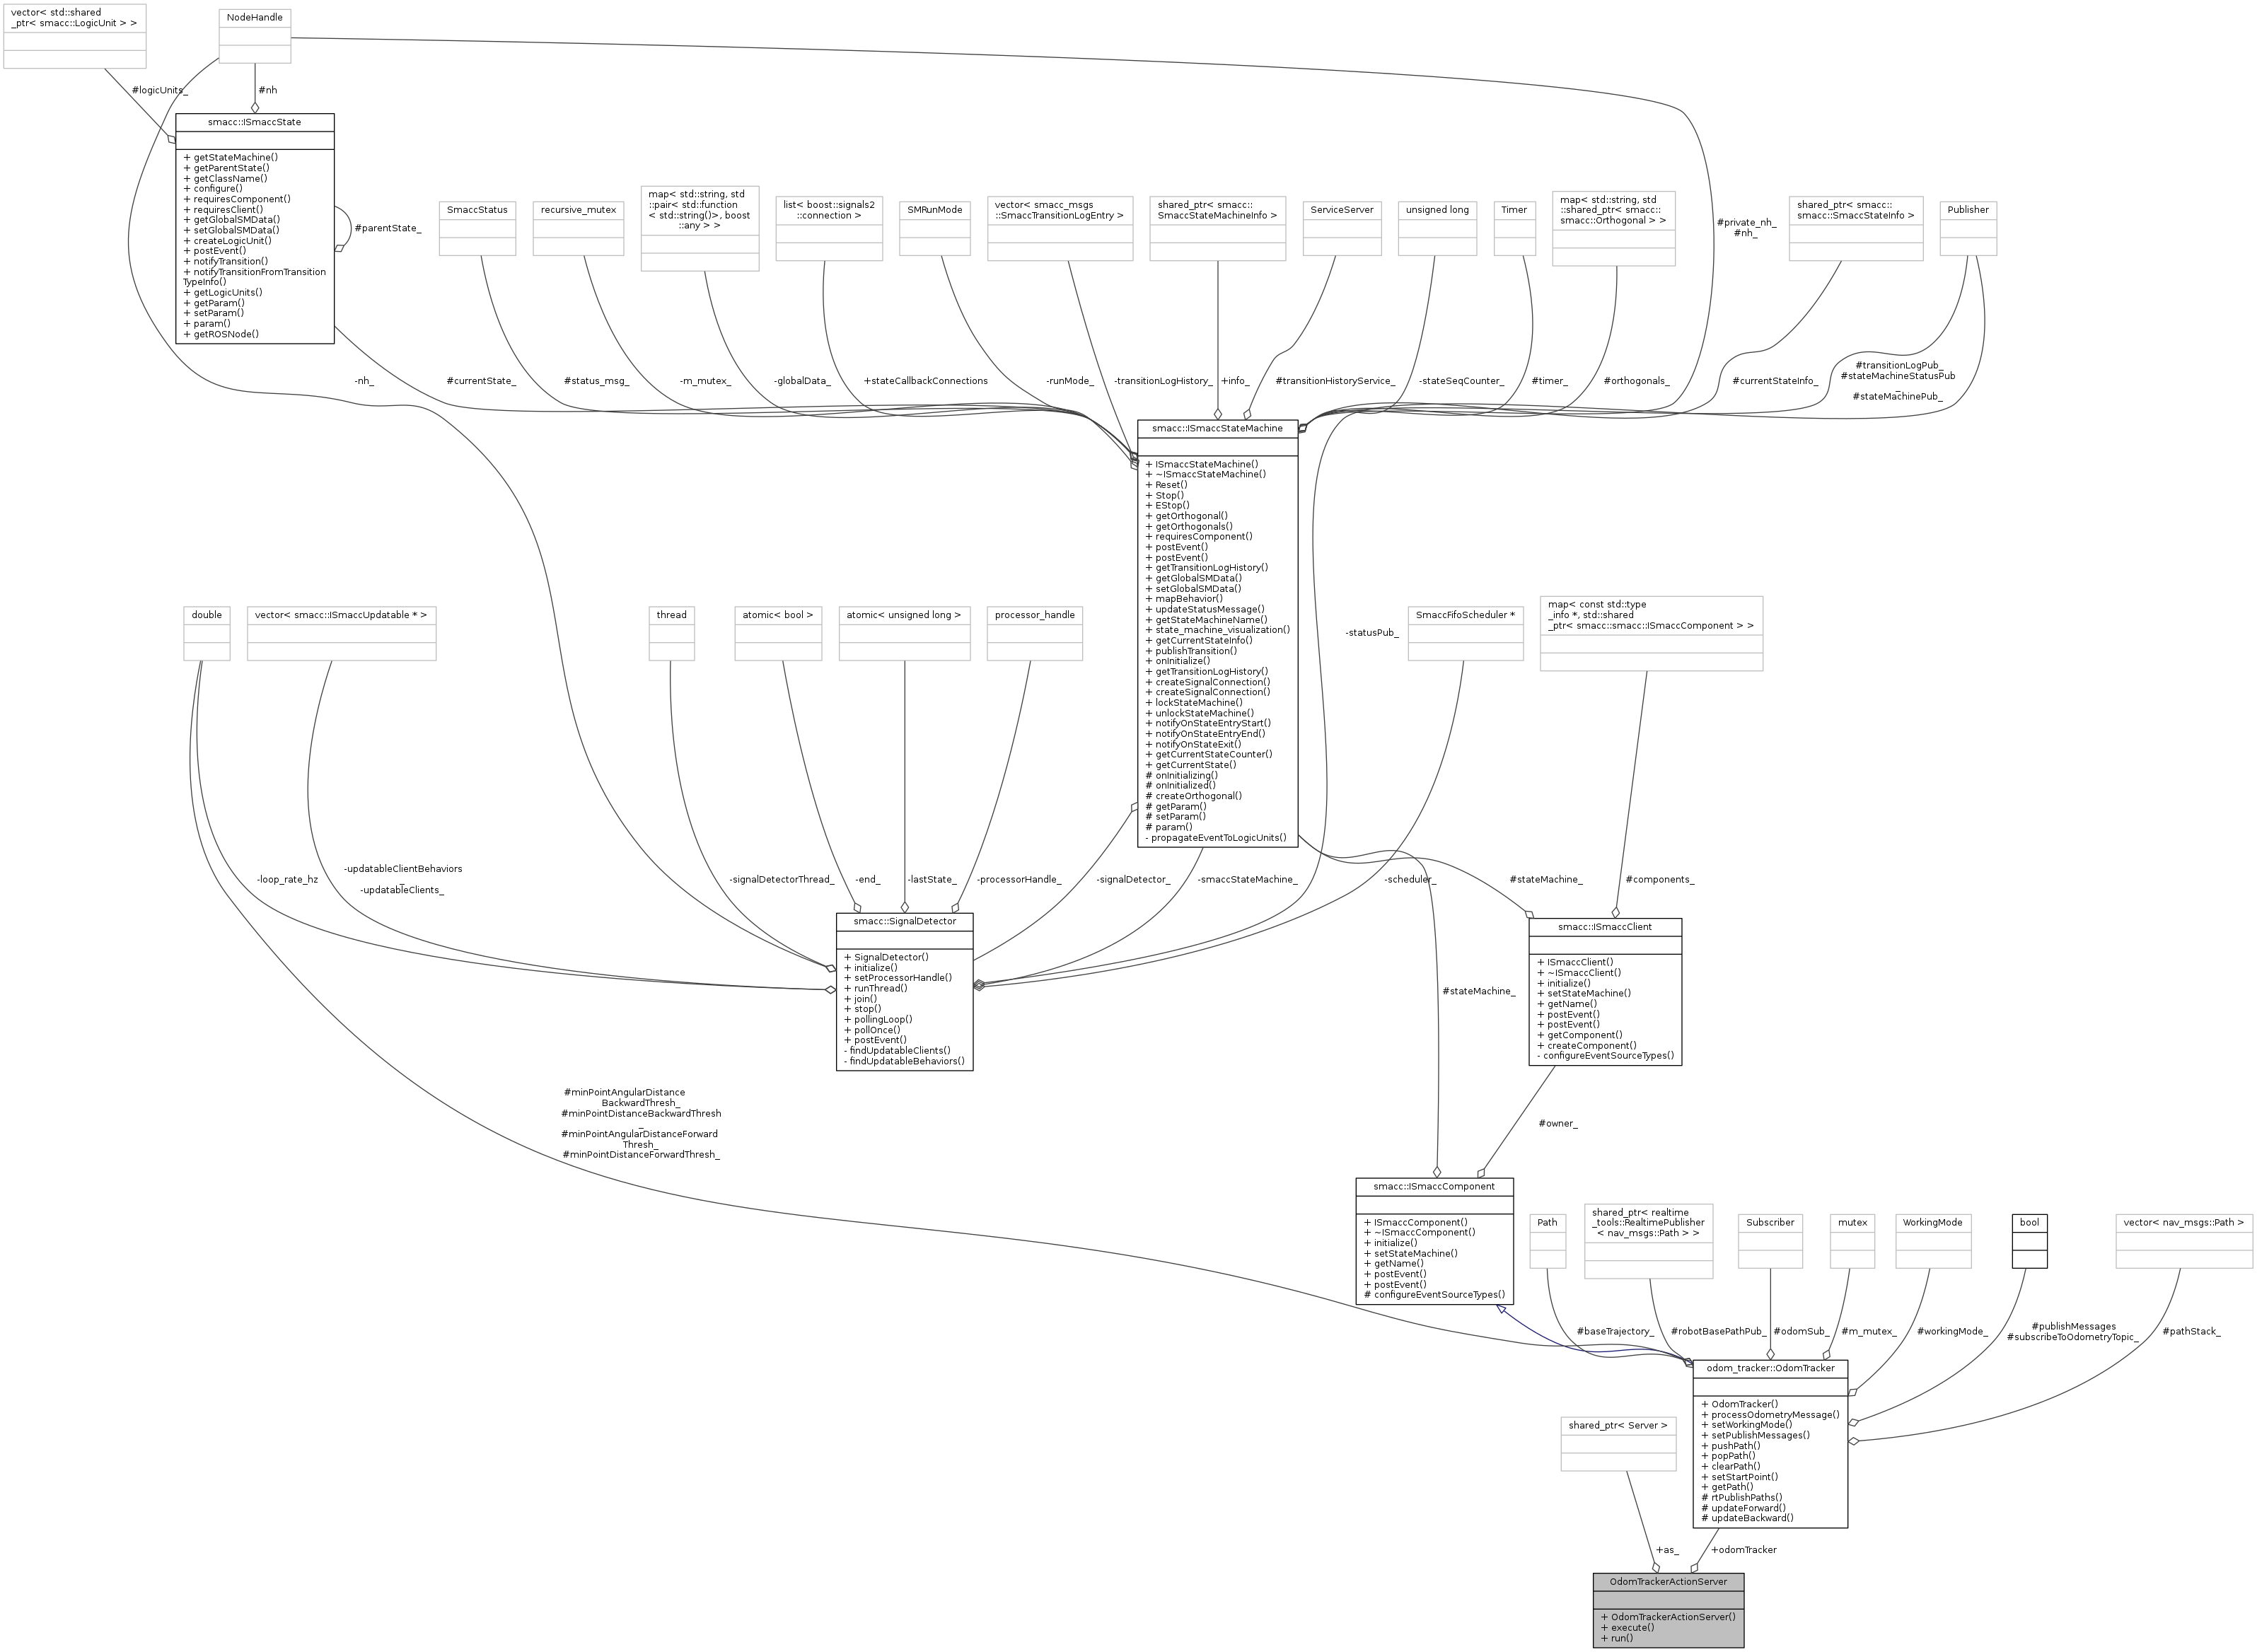 vector< std::shared
_ptr< smacc::LogicUnit > >
NodeHandle
#logicUnits_
#nh
smacc::ISmaccState
+ getStateMachine()
+ getParentState()
+ getClassName()
+ configure()
+ requiresComponent()
+ requiresClient()
+ getGlobalSMData()
+ setGlobalSMData()
+ createLogicUnit()
+ postEvent()
+ notifyTransition()
+ notifyTransitionFromTransition
TypeInfo()
+ getLogicUnits()
+ getParam()
+ setParam()
+ param()
+ getROSNode()
#parentState_
SmaccStatus
recursive_mutex
map< std::string, std
::pair< std::function
< std::string()>, boost
::any > >
list< boost::signals2
::connection >
SMRunMode
vector< smacc_msgs
::SmaccTransitionLogEntry >
shared_ptr< smacc::
SmaccStateMachineInfo >
ServiceServer
unsigned long
Timer
map< std::string, std
::shared_ptr< smacc::
smacc::Orthogonal > >
#private_nh_
#nh_
shared_ptr< smacc::
smacc::SmaccStateInfo >
Publisher
-nh_
#currentState_
#status_msg_
-m_mutex_
-globalData_
+stateCallbackConnections
-runMode_
-transitionLogHistory_
+info_
#transitionHistoryService_
-stateSeqCounter_
#timer_
#orthogonals_
#currentStateInfo_
#transitionLogPub_
#stateMachineStatusPub
_
#stateMachinePub_
smacc::ISmaccStateMachine
+ ISmaccStateMachine()
+ ~ISmaccStateMachine()
+ Reset()
+ Stop()
+ EStop()
+ getOrthogonal()
+ getOrthogonals()
+ requiresComponent()
+ postEvent()
+ postEvent()
+ getTransitionLogHistory()
+ getGlobalSMData()
+ setGlobalSMData()
+ mapBehavior()
+ updateStatusMessage()
+ getStateMachineName()
+ state_machine_visualization()
+ getCurrentStateInfo()
+ publishTransition()
+ onInitialize()
+ getTransitionLogHistory()
+ createSignalConnection()
+ createSignalConnection()
+ lockStateMachine()
+ unlockStateMachine()
+ notifyOnStateEntryStart()
+ notifyOnStateEntryEnd()
+ notifyOnStateExit()
+ getCurrentStateCounter()
+ getCurrentState()
# onInitializing()
# onInitialized()
# createOrthogonal()
# getParam()
# setParam()
# param()
- propagateEventToLogicUnits()
double
vector< smacc::ISmaccUpdatable * >
thread
atomic< bool >
atomic< unsigned long >
processor_handle
-statusPub_
SmaccFifoScheduler *
map< const std::type
_info *, std::shared
_ptr< smacc::smacc::ISmaccComponent > >
-loop_rate_hz
-updatableClientBehaviors
_
-updatableClients_
-signalDetectorThread_
-end_
-lastState_
-processorHandle_
-signalDetector_
-smaccStateMachine_
-scheduler_
#stateMachine_
#components_
smacc::SignalDetector
+ SignalDetector()
+ initialize()
+ setProcessorHandle()
+ runThread()
+ join()
+ stop()
+ pollingLoop()
+ pollOnce()
+ postEvent()
- findUpdatableClients()
- findUpdatableBehaviors()
smacc::ISmaccClient
+ ISmaccClient()
+ ~ISmaccClient()
+ initialize()
+ setStateMachine()
+ getName()
+ postEvent()
+ postEvent()
+ getComponent()
+ createComponent()
- configureEventSourceTypes()
#stateMachine_
#minPointAngularDistance
BackwardThresh_
#minPointDistanceBackwardThresh
_
#minPointAngularDistanceForward
Thresh_
#minPointDistanceForwardThresh_
#owner_
smacc::ISmaccComponent
+ ISmaccComponent()
+ ~ISmaccComponent()
+ initialize()
+ setStateMachine()
+ getName()
+ postEvent()
+ postEvent()
# configureEventSourceTypes()
Path
shared_ptr< realtime
_tools::RealtimePublisher
< nav_msgs::Path > >
Subscriber
mutex
WorkingMode
bool
vector< nav_msgs::Path >
#baseTrajectory_
#robotBasePathPub_
#odomSub_
#m_mutex_
#workingMode_
#publishMessages
#subscribeToOdometryTopic_
#pathStack_
odom_tracker::OdomTracker
+ OdomTracker()
+ processOdometryMessage()
+ setWorkingMode()
+ setPublishMessages()
+ pushPath()
+ popPath()
+ clearPath()
+ setStartPoint()
+ getPath()
# rtPublishPaths()
# updateForward()
# updateBackward()
shared_ptr< Server >
+as_
+odomTracker
OdomTrackerActionServer
+ OdomTrackerActionServer()
+ execute()
+ run()